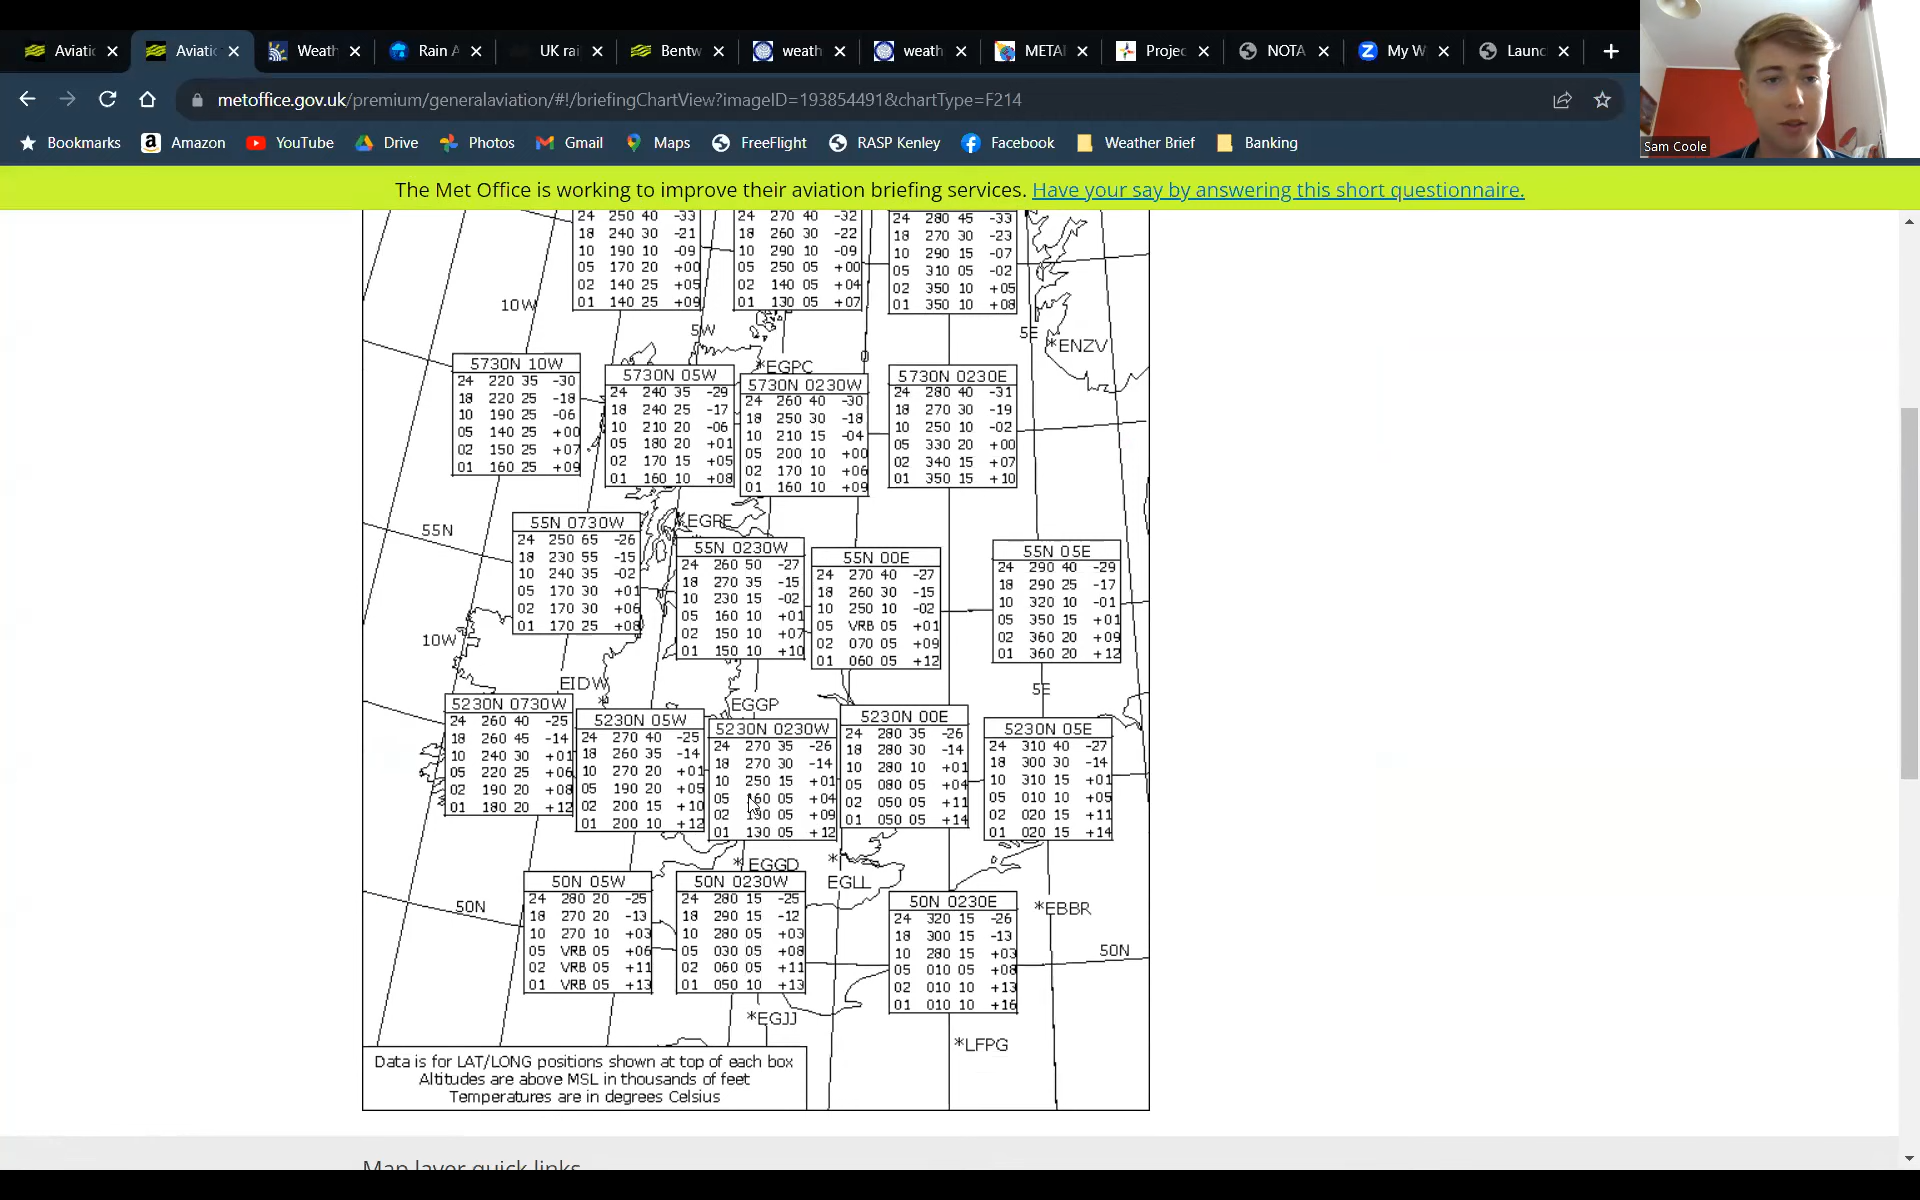 Aviatic
Aviatic
Weath
Rain A
UK rai
Bentw
weath
weath
METAI
Projec
NOTA
My W
Launc
metoffice.gov.uk/premium/generalaviation/#!/briefingChartView?imageID=193854491&chartType=F214
Bookmarks
Amazon
YouTube
Drive
Photos
Gmail
Maps
FreeFlight
RASP Kenley
Facebook
Weather Brief
Banking
Sam Coole
The Met Office is working to improve their aviation briefing services. Have your say by answering this short questionnaire.
24 250 40 -33
18 240 30 -21
10 190 10 -09
05 170 20 +00
02 140 25 +05
01 140 25 +09
24 270 40 -32
18 260 30 -22
10 290 10 -09
05 250 05 +00
02 140 05 +04
01 130 05 +07
24 280 45 -33
18 270 30 -23
10 290 15 -07
05 310 05 -02
02 350 10 +05
01 350 10 +08
10W
5W
5E
*ENZV
0
*EGPC
5730N 10W
24 220 35 -30
18 220 25 -18
10 190 25 -06
05 140 25 +00
02 150 25 +07
01 160 25 +09
5730N 05W
24 240 35 -29
18 240 25 -17
10 210 20 -06
05 180 20 +01
02 170 15 +05
01 160 10 +08
5730N 0230W
24 260 40 -30
18 250 30 -18
10 210 15 -04
05 200 10 +00
02 170 10 +06
01 160 10 +09
5730N 0230E
24 280 40 -31
18 270 30 -19
10 250 10 -02
05 330 20 +00
02 340 15 +07
01 350 15 +10
55N
*EGPF
55N 0730W
24 250 65 -26
18 230 55 -15
10 240 35 -02
05 170 30 +01
02 170 30 +06
01 170 25 +08
55N 0230W
24 260 50 -27
18 270 35 -15
10 230 15 -02
05 160 10 +01
02 150 10 +07
01 150 10 +10
55N 00E
24 270 40 -27
18 260 30 -15
10 250 10 -02
05 VRB 05 +01
02 070 05 +09
01 060 05 +12
55N 05E
24 290 40 -29
18 290 25 -17
10 320 10 -01
05 350 15 +01
02 360 20 +09
01 360 20 +12
10W
EIDW
*
EGGP
5E
5230N 0730W
24 260 40 -25
18 260 45 -14
10 240 30 +01
05 220 25 +06
02 190 20 +08
01 180 20 +12
5230N 05W
24 270 40 -25
18 260 35 -14
10 270 20 +01
05 190 20 +05
02 200 15 +10
01 200 10 +12
5230N 0230W
24 270 35 -26
18 270 30 -14
10 250 15 +01
05 160 05 +04
02 130 05 +09
01 130 05 +12
5230N 00E
24 280 35 -26
18 280 30 -14
10 280 10 +01
05 080 05 +04
02 050 05 +11
01 050 05 +14
5230N 05E
24 310 40 -27
18 300 30 -14
10 310 15 +01
05 010 10 +05
02 020 15 +11
01 020 15 +14
* EGGD
*
EGLL
50N
*EBBR
50N
50N 05W
24 280 20 -25
18 270 20 -13
10 270 10 +03
05 VRB 05 +06
02 VRB 05 +11
01 VRB 05 +13
50N 0230W
24 280 15 -25
18 290 15 -12
10 280 05 +03
05 030 05 +08
02 060 05 +11
01 050 10 +13
50N 0230E
24 320 15 -26
18 300 15 -13
10 280 15 +03
05 010 05 +08
02 010 10 +13
01 010 10 +16
*EGJJ
*LFPG
Data is for LAT/LONG positions shown at top of each box
Altitudes are above MSL in thousands of feet
Temperatures are in degrees Celsius
Map layer quick links